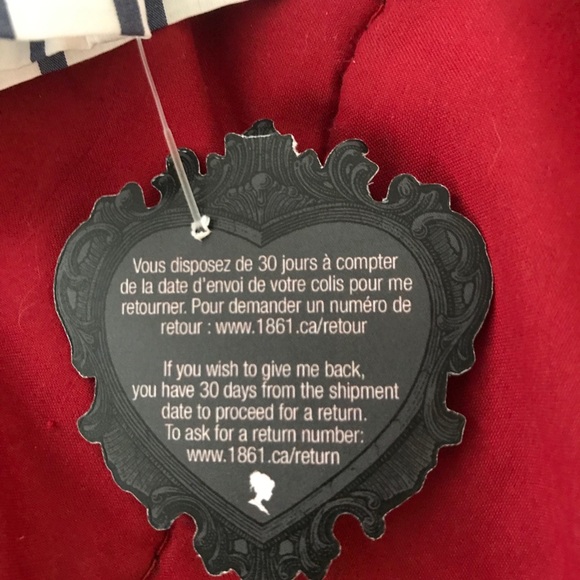 Vous disposez de 30 jours à compter
de la date d'envoi de votre colis pour me
retourner. Pour demander un numéro de
retour : www.1861.ca/retour
If you wish to give me back,
you have 30 days from the shipment
date to proceed for a return.
To ask for a return number:
www.1861.ca/return